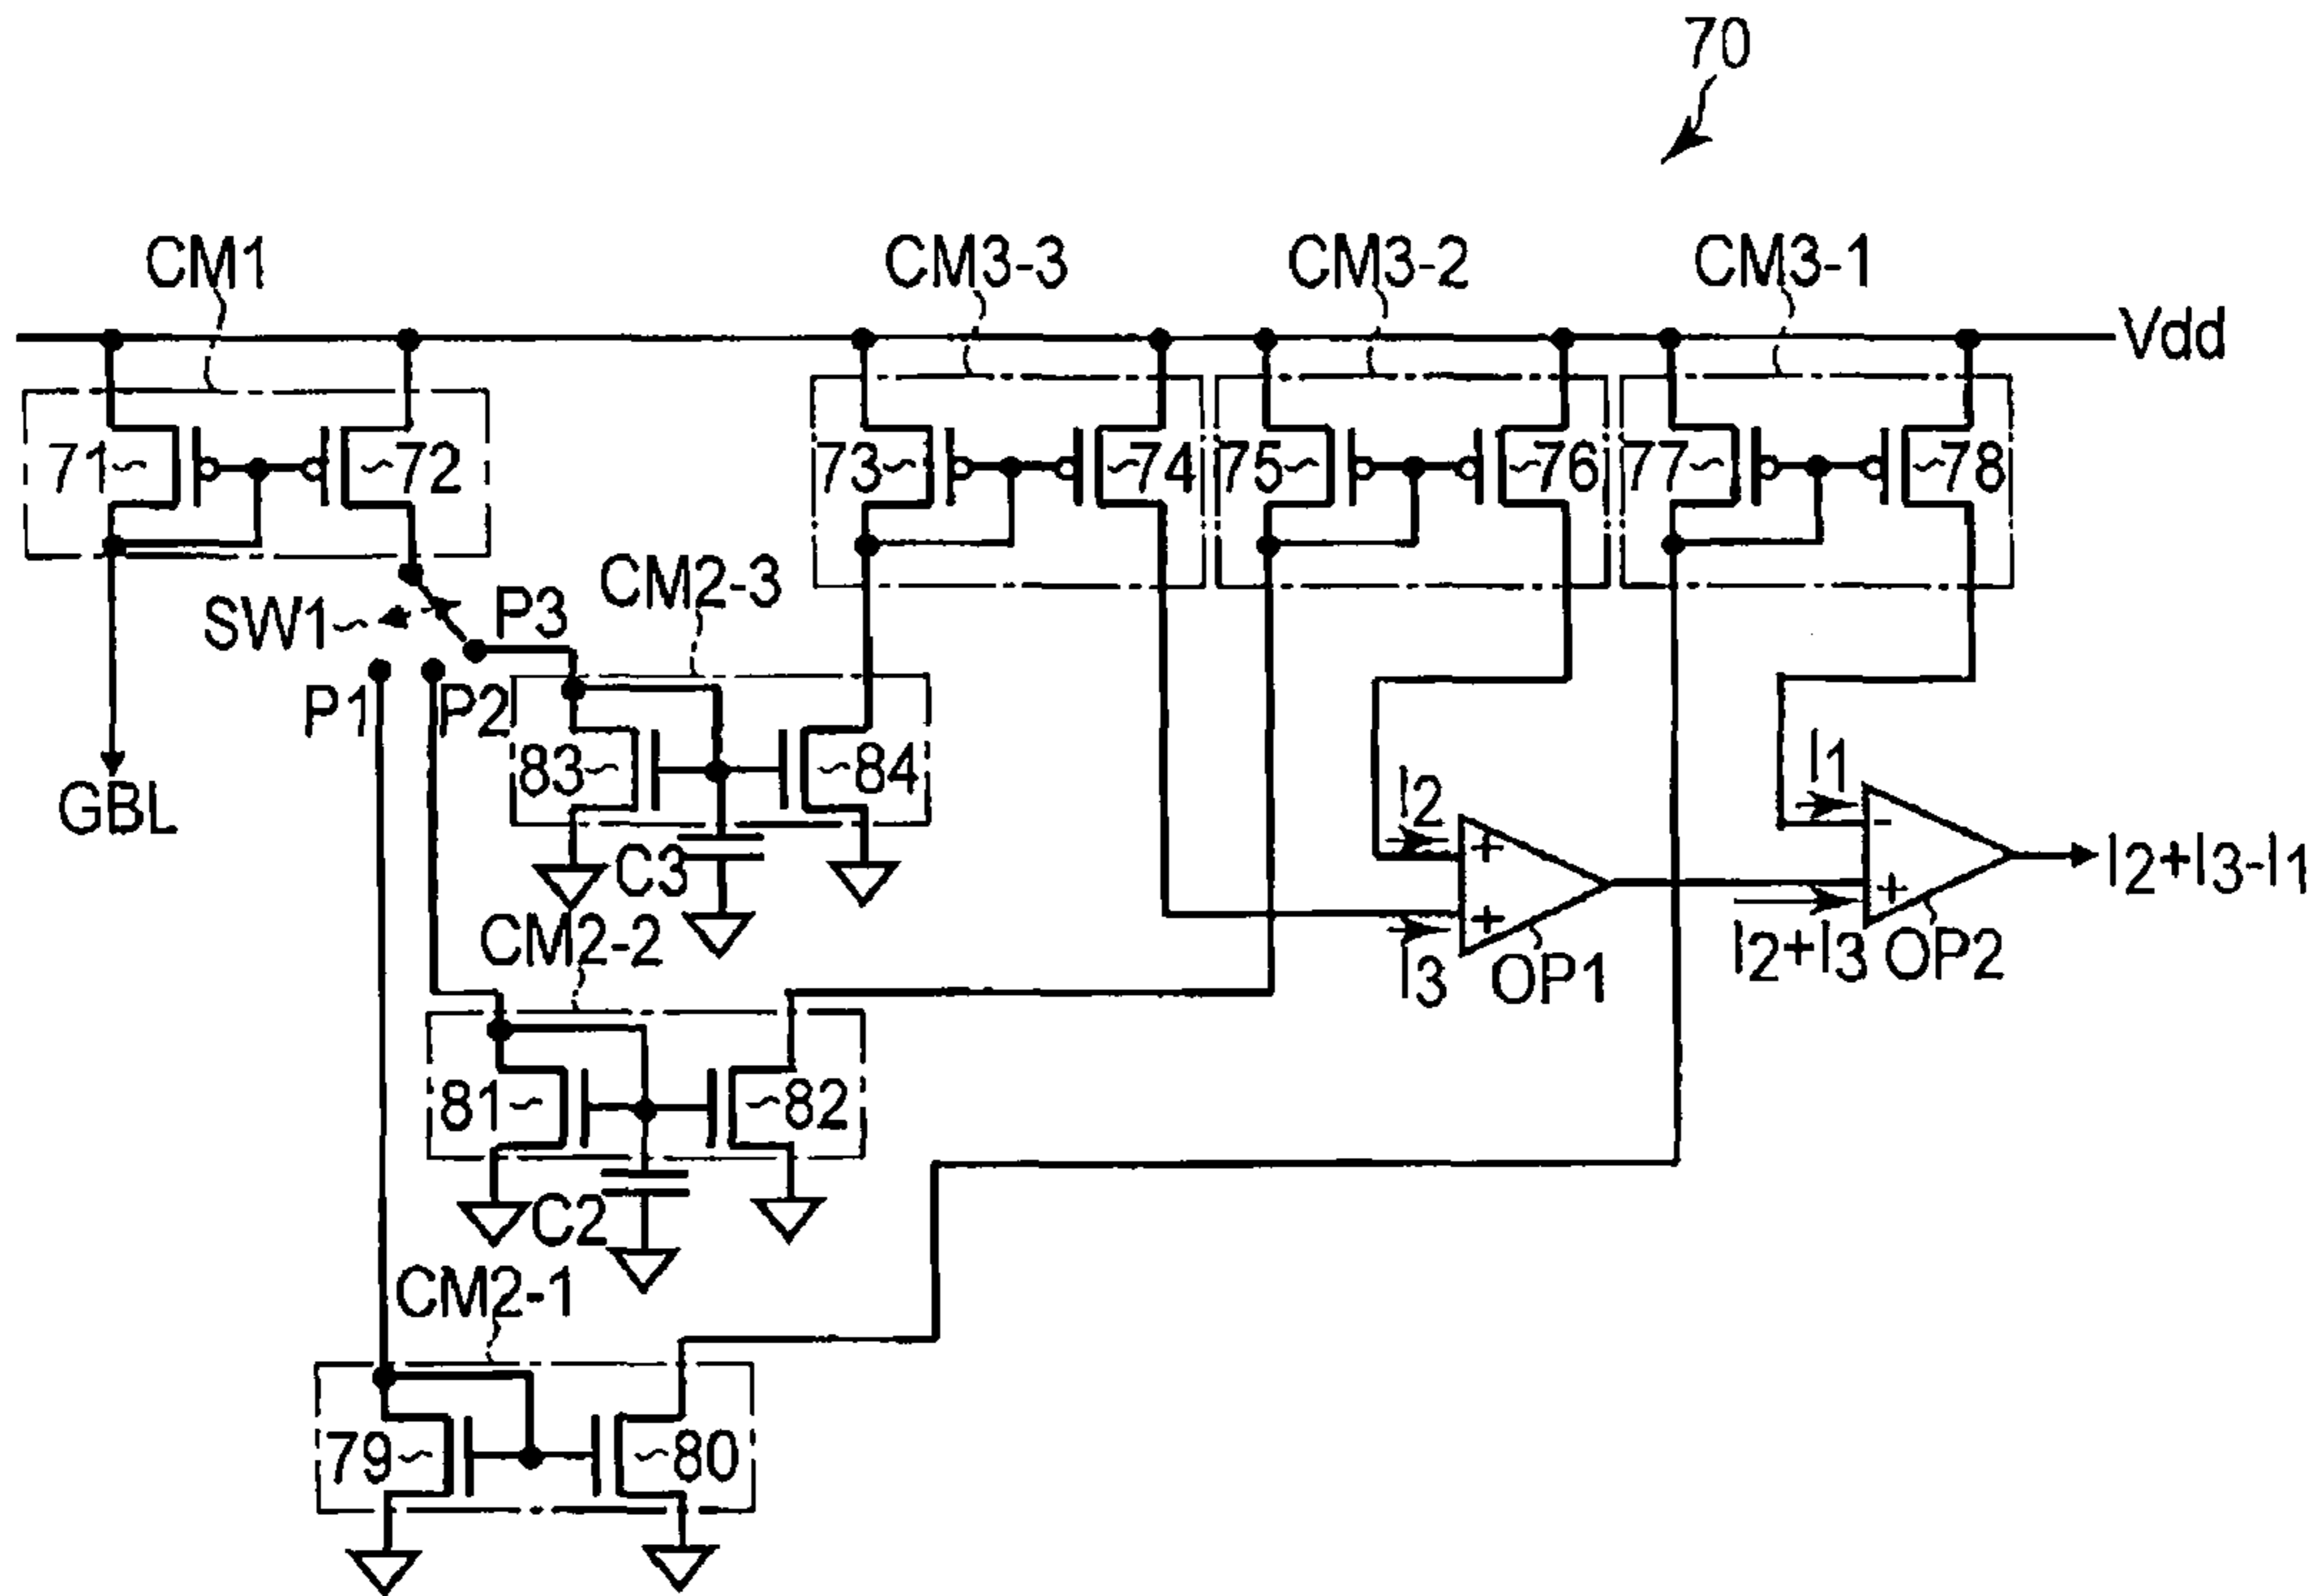 70
CM1
CM3-3
CM3-2
CM3-1
Vdd
71
72
73
74
75
76
77
78
CM2-3
SW1
P3
P1
P2
83
84
GBL
C3
I2
I1
+
+
-
+
I2+I3-I1
I3
OP1
I2+I3
OP2
CM2-2
81
82
C2
CM2-1
79
80